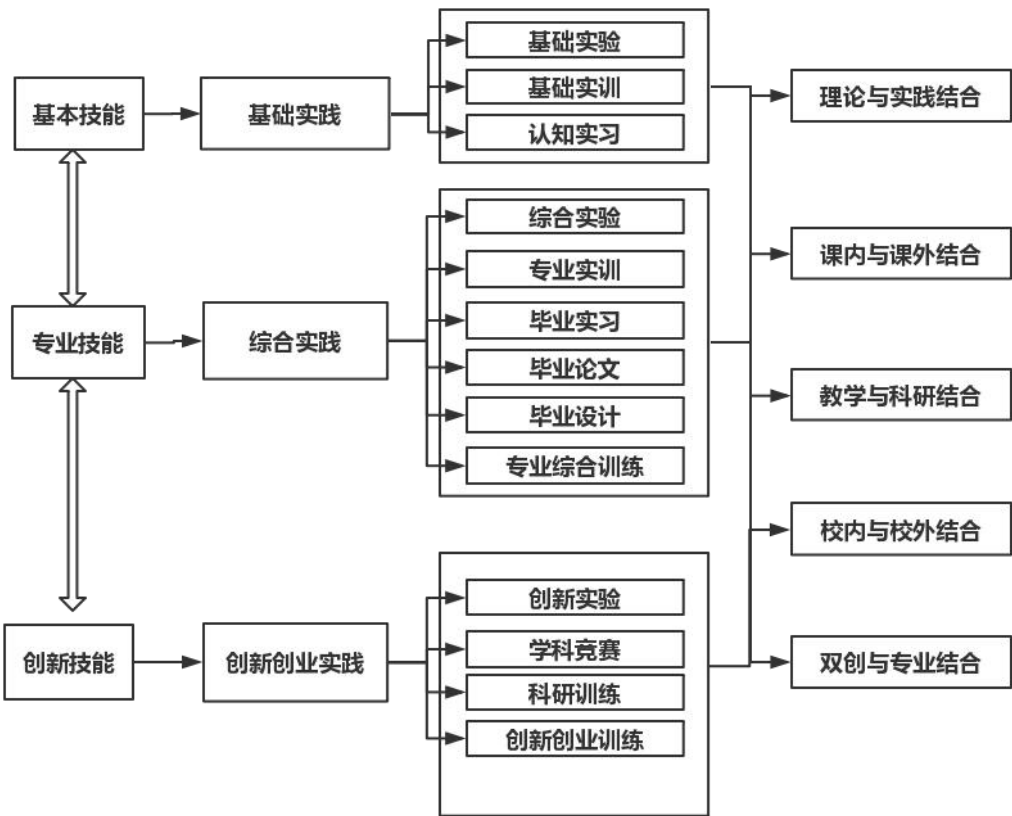 基本技能
基础实践
基础实验
基础实训
认知实习
专业技能
综合实践
综合实验
专业实训
毕业实习
毕业论文
毕业设计
专业综合训练
创新技能
创新创业实践
创新实验
学科竞赛
科研训练
创新创业训练
理论与实践结合
课内与课外结合
教学与科研结合
校内与校外结合
双创与专业结合